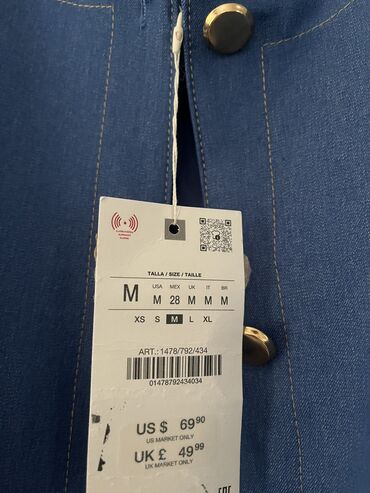 TALLA / SIZE / TAILLE
M
USA MEX UK IT BR
M 28 M M M
XS S M L XL
ART.: 1478/792/434
01478792434034
US $ 69.90
US MARKET ONLY
UK £ 49.99
UK MARKET ONLY